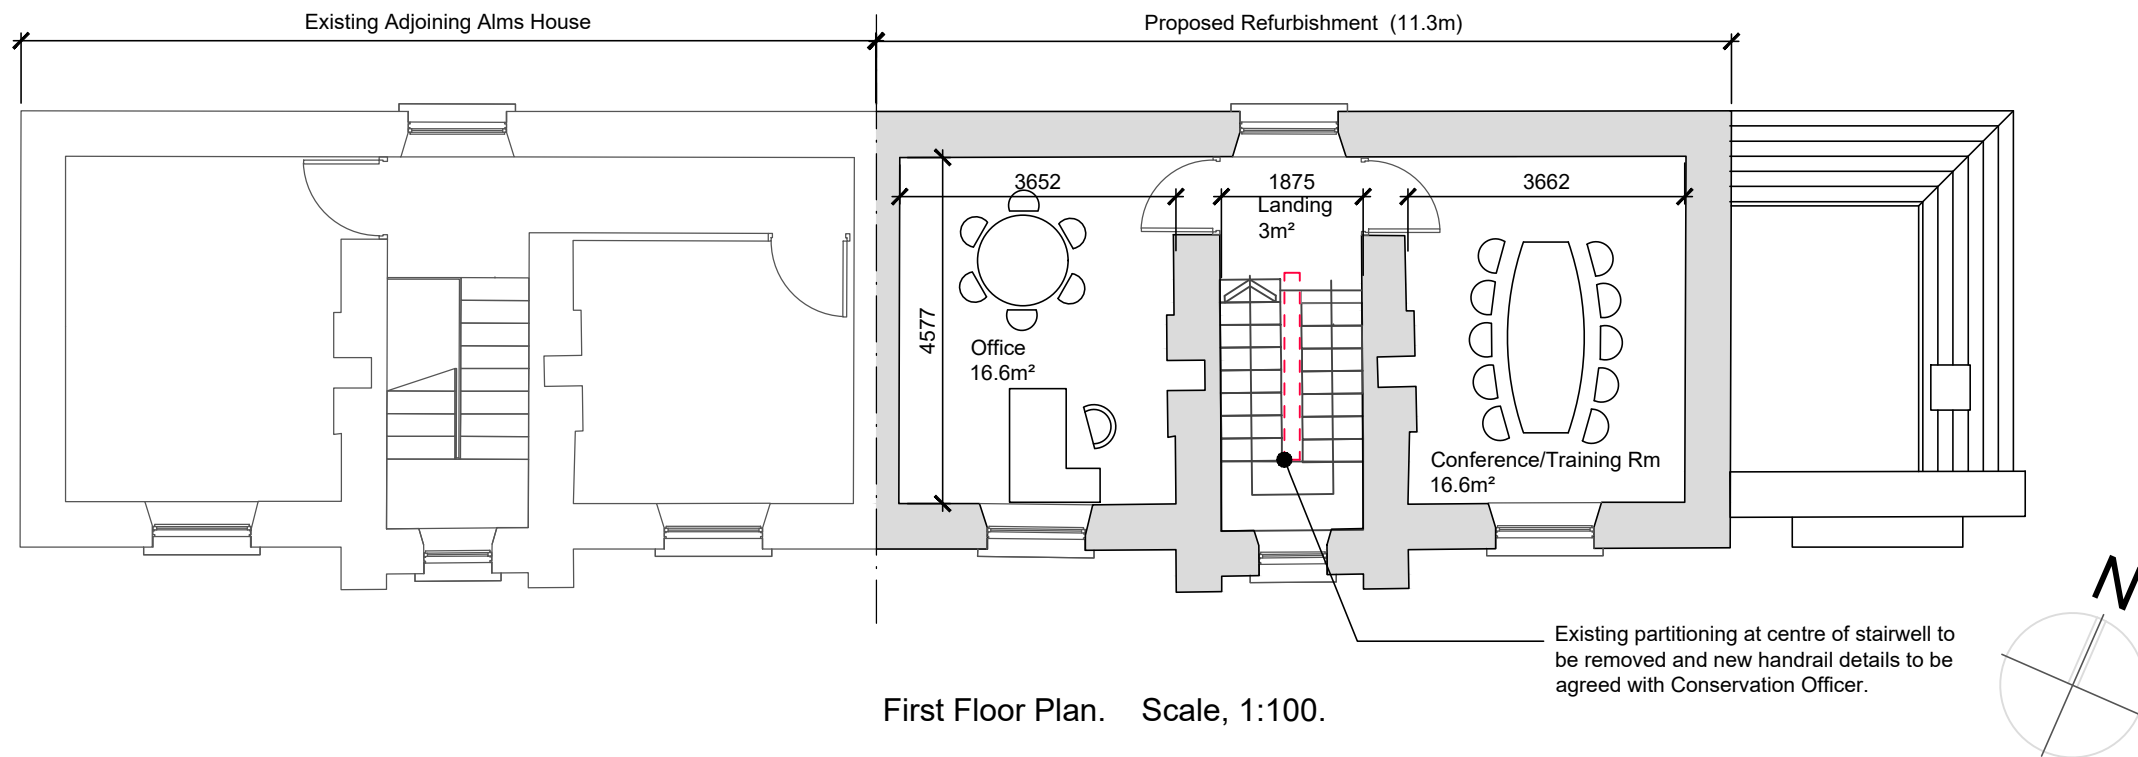 Existing Adjoining Alms House
Proposed Refurbishment (11.3m)
3652
1875
3662
Landing
3m²
4577
Office
16.6m²
Conference/Training Rm
16.6m²
Existing partitioning at centre of stairwell to
be removed and new handrail details to be
agreed with Conservation Officer.
N
First Floor Plan. Scale, 1:100.